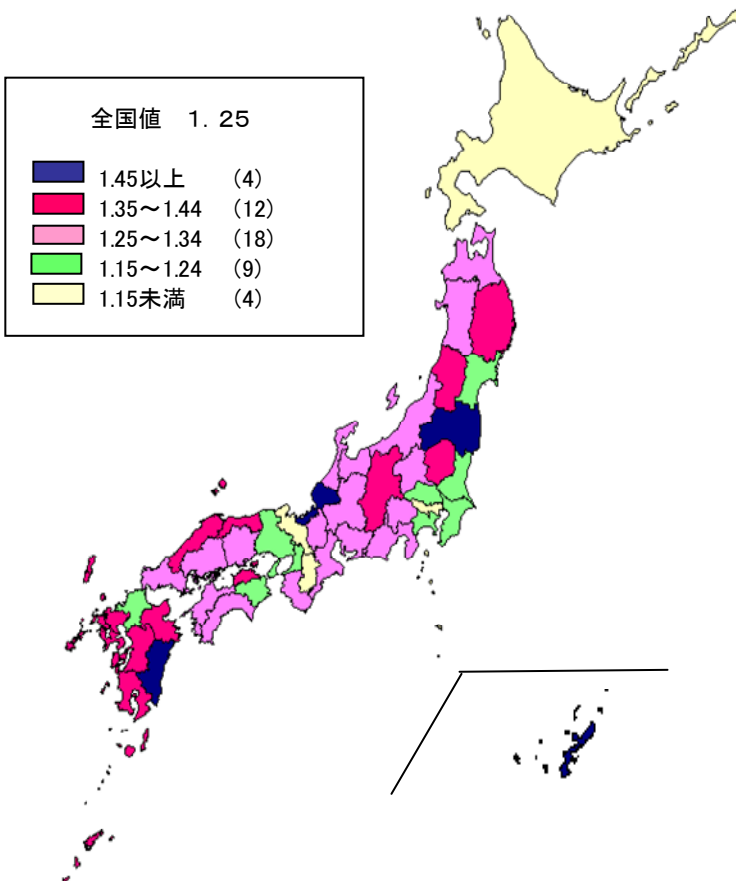 全国値　１．２５
1.45以上　（4）
1.35～1.44　（12）
1.25～1.34　（18）
1.15～1.24　（9）
1.15未満　（4）